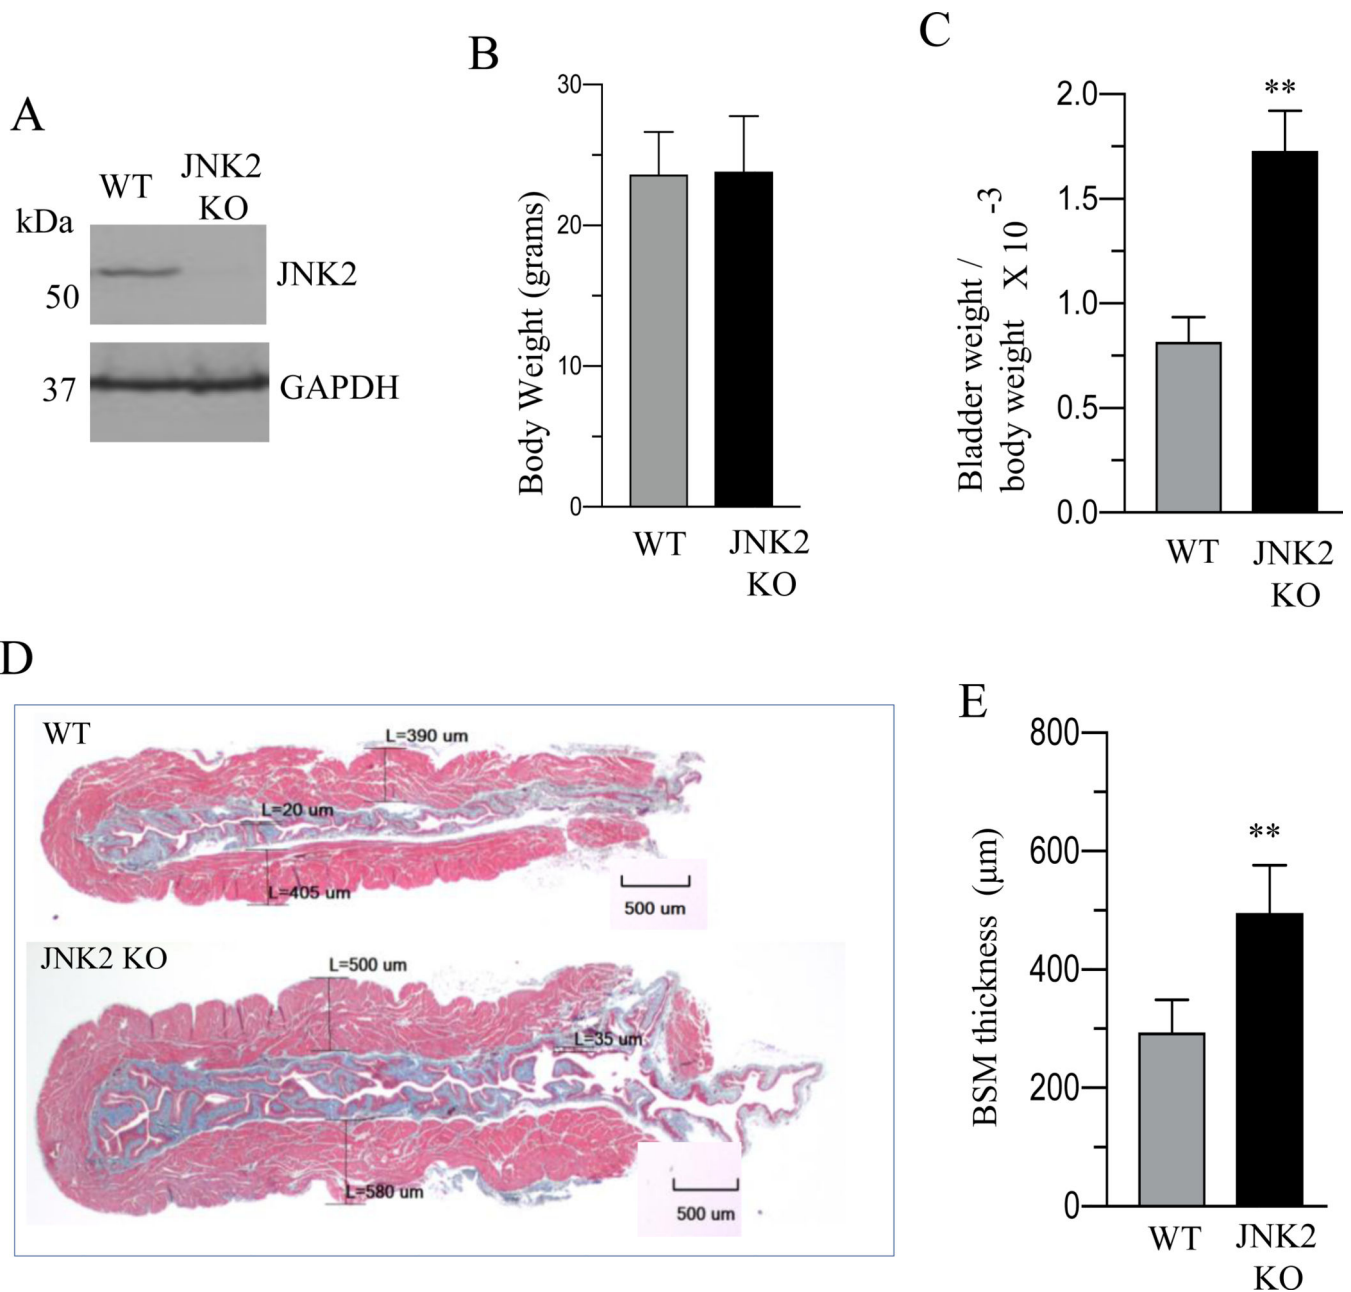 A
WT
JNK2
KO
kDa
JNK2
50
37
GAPDH
B
30
20
10
0
Body Weight (grams)
WT
JNK2
KO
C
**
2.0
1.5
1.0
0.5
0.0
Bladder weight /
body weight X 10 -3
WT
JNK2
KO
D
WT
L=390 um
L=20 um
L=405 um
500 um
JNK2 KO
L=500 um
L=35 um
L=580 um
500 um
E
800
600
400
200
0
**
BSM thickness (μm)
WT
JNK2
KO